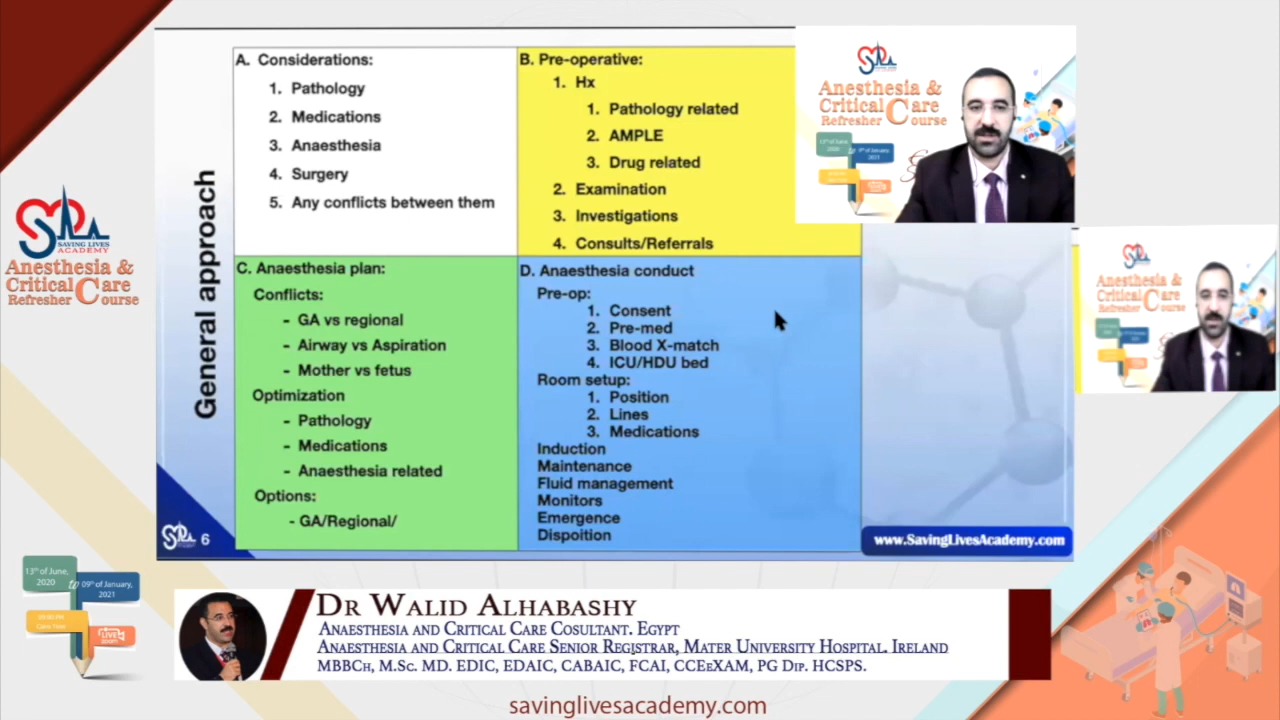 General approach
A. Considerations:
1. Pathology
2. Medications
3. Anaesthesia
4. Surgery
5. Any conflicts between them
B. Pre-operative:
1. Hx
1. Pathology related
2. AMPLE
3. Drug related
2. Examination
3. Investigations
4. Consults/Referrals
C. Anaesthesia plan:
Conflicts:
- GA vs regional
- Airway vs Aspiration
- Mother vs fetus
Optimization
- Pathology
- Medications
- Anaesthesia related
Options:
- GA/Regional/
D. Anaesthesia conduct
Pre-op:
1. Consent
2. Pre-med
3. Blood X-match
4. ICU/HDU bed
Room setup:
1. Position
2. Lines
3. Medications
Induction
Maintenance
Fluid management
Monitors
Emergence
Dispoition
6
www.SavingLivesAcademy.com
Anesthesia &
Critical Care
Refresher Course
Anesthesia &
Critical Care
Refresher Course
SAVING LIVES
ACADEMY
Anesthesia &
Critical Care
Refresher Course
13th of June,
2020
to 09th of January,
2021
LIVE
zoom
DR WALID ALHABASHY
ANAESTHESIA AND CRITICAL CARE COSULTANT. EGYPT
ANAESTHESIA AND CRITICAL CARE SENIOR REGISTRAR, MATER UNIVERSITY HOSPITAL. IRELAND
MBBCH, M.SC. MD. EDIC, EDAIC, CABAIC, FCAI, CCEEXAM, PG DIP. HCSPS.
savinglivesacademy.com